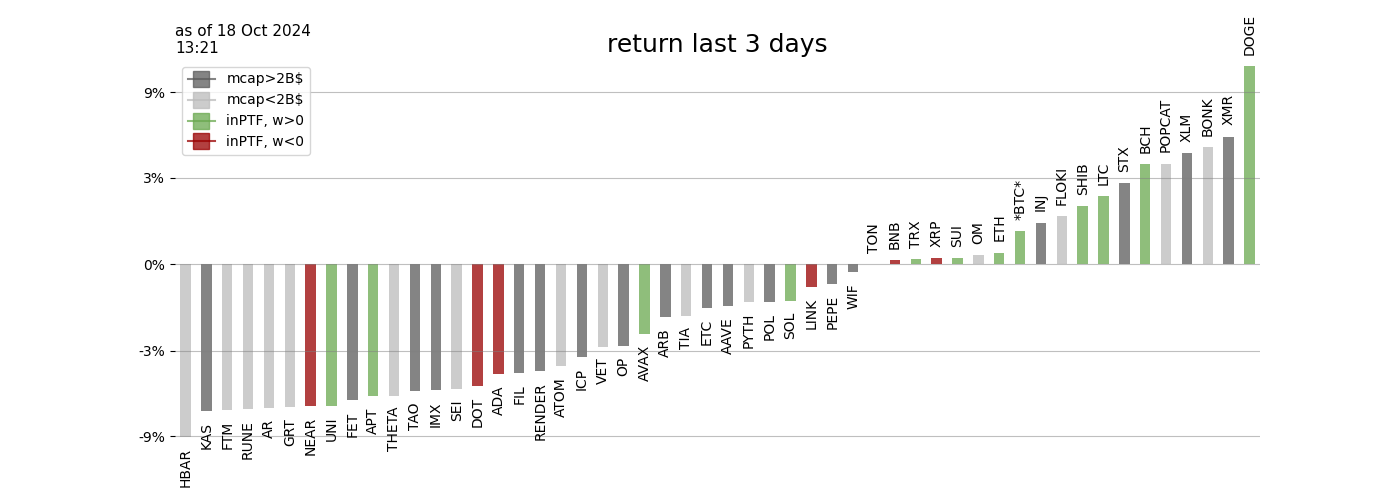 as of 18 Oct 2024
13:21
return last 3 days
mcap>2B$
mcap<2B$
inPTF, w>0
inPTF, w<0
9%
3%
0%
-3%
-9%
HBAR
KAS
FTM
RUNE
AR
GRT
NEAR
UNI
FET
APT
THETA
TAO
IMX
SEI
DOT
ADA
FIL
RENDER
ATOM
ICP
VET
OP
AVAX
ARB
TIA
ETC
AAVE
PYTH
POL
SOL
LINK
PEPE
WIF
TON
BNB
TRX
XRP
SUI
OM
ETH
*BTC*
INJ
FLOKI
SHIB
LTC
STX
BCH
POPCAT
XLM
BONK
XMR
DOGE